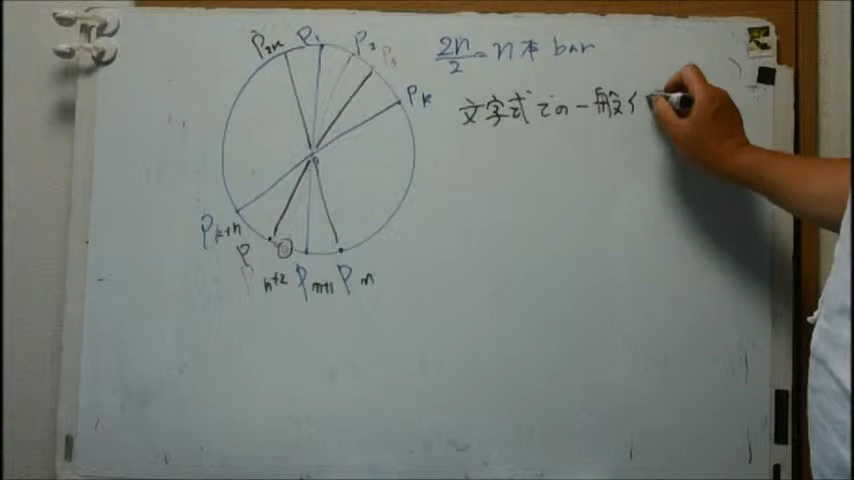 P₂ₙ P₁ P₂ P₃
2n/2 = n本 bar
Pₖ
文字式での一般
Pₖ₊ₙ
P
Pₙ₊₂ Pₙ₊₁ Pₙ